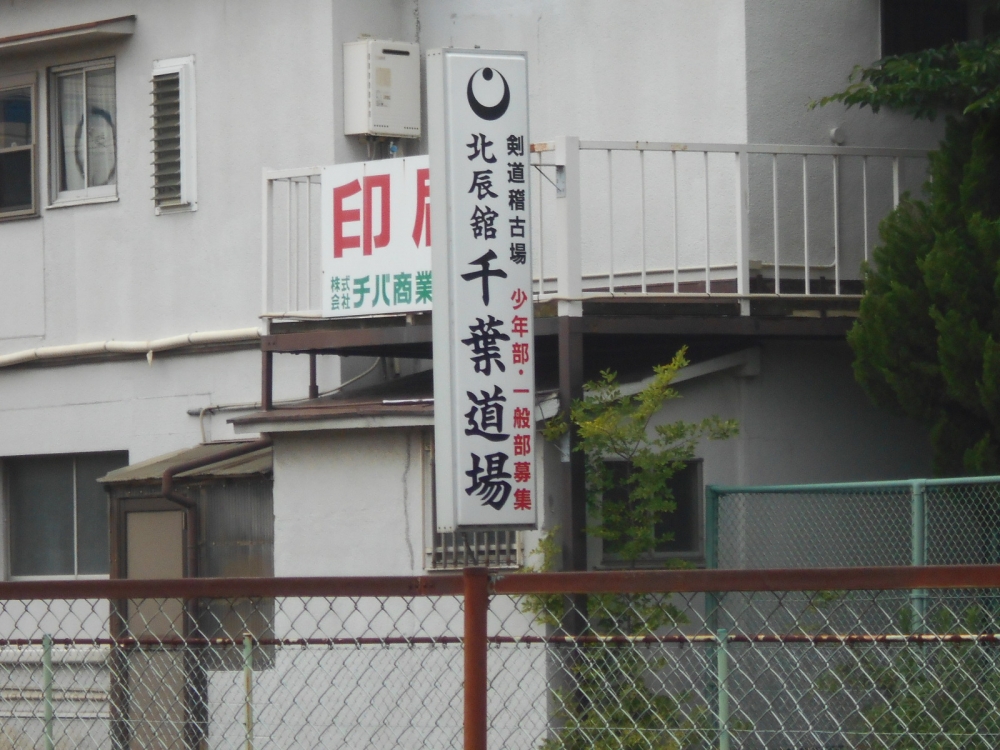 剣道稽古場
北辰舘
千葉道場
少年部・一般部募集
印
株式会社
チバ商業